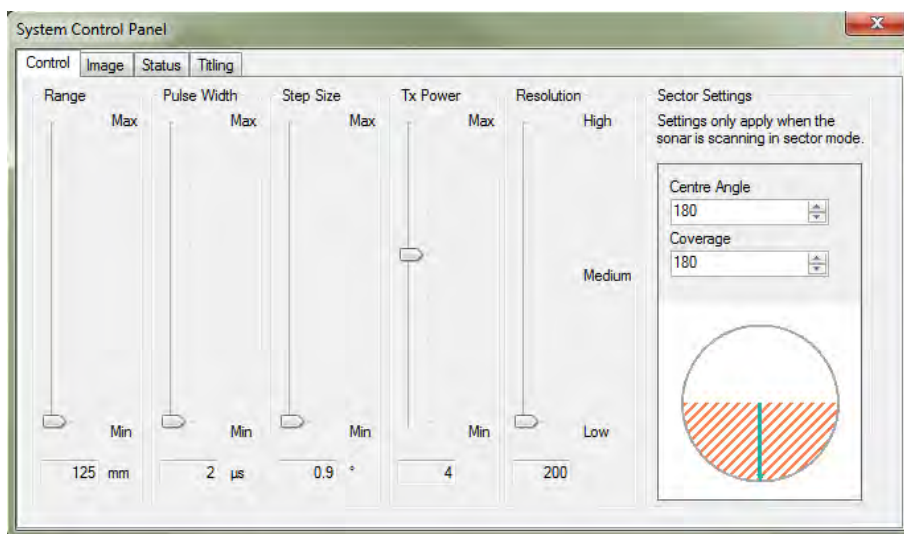 System Control Panel
Control Image Status Titling
Range Pulse Width Step Size Tx Power Resolution Sector Settings
Max Max Max Max High Settings only apply when the
sonar is scanning in sector mode.
Centre Angle
180
Coverage
180
Medium
Min Min Min Min Low
125 mm 2 µs 0.9 ° 4 200